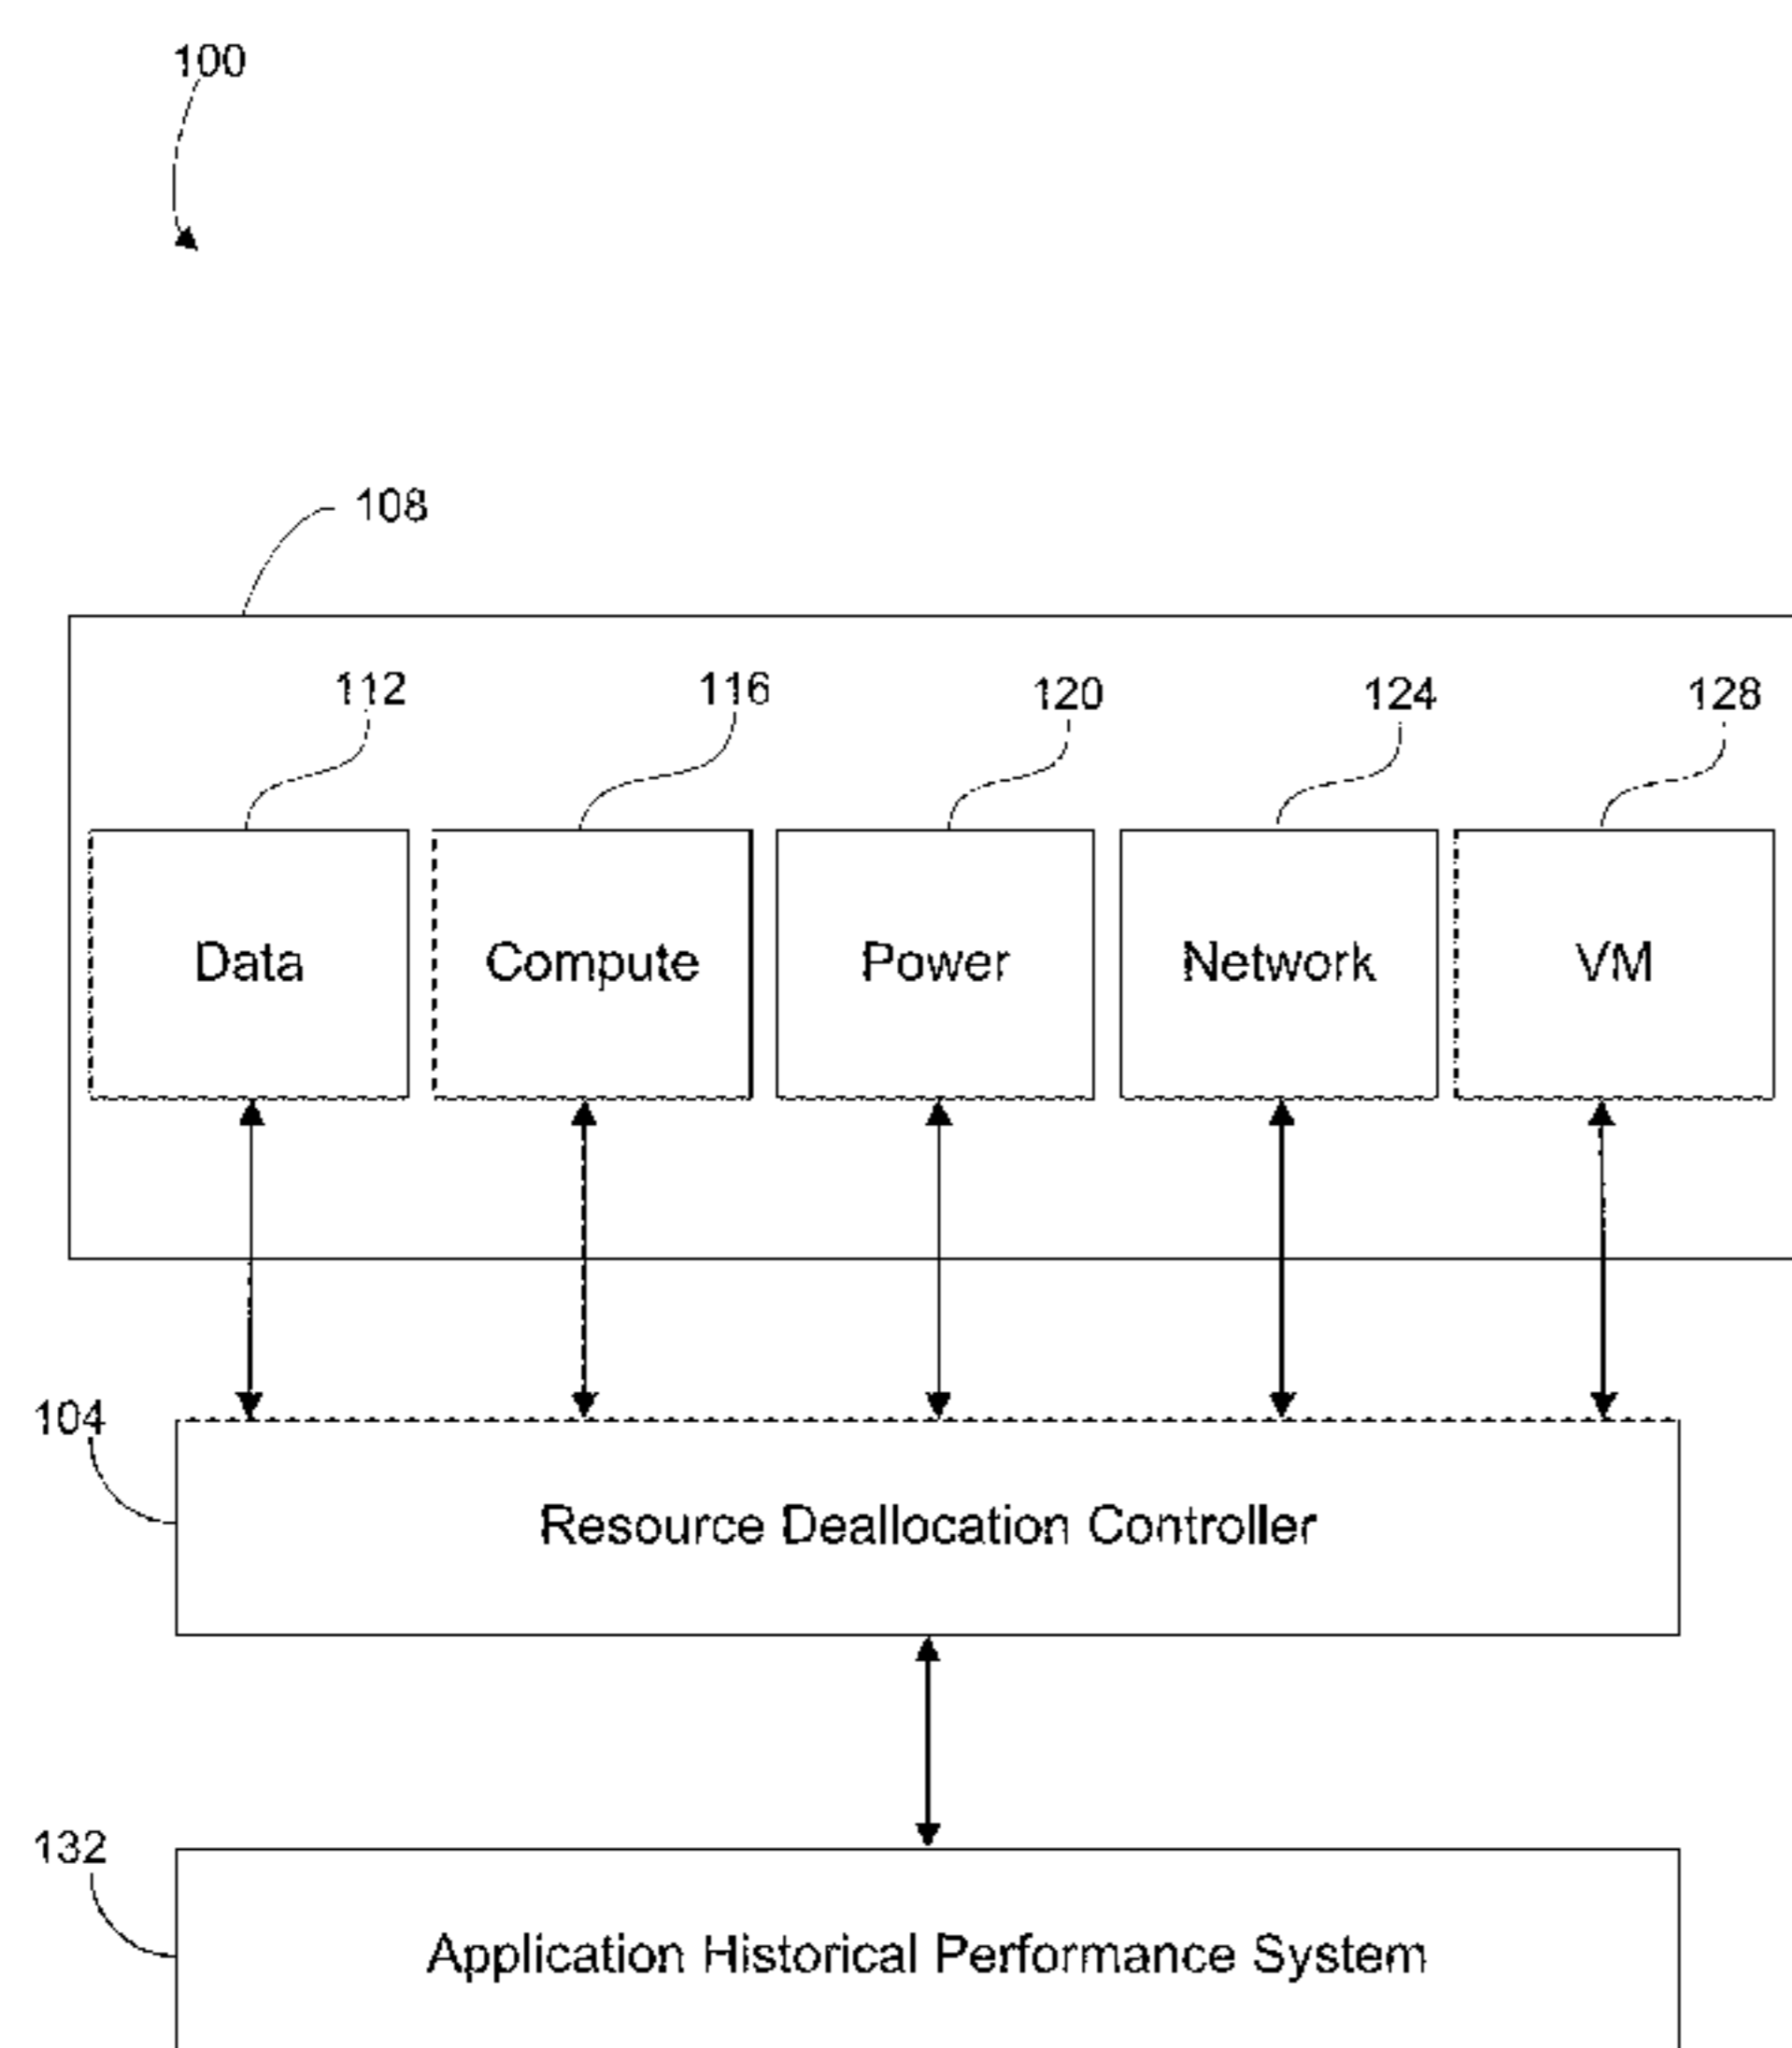 100
108
112 116 120 124 128
Data Compute Power Network VM
104
Resource Deallocation Controller
132
Application Historical Performance System